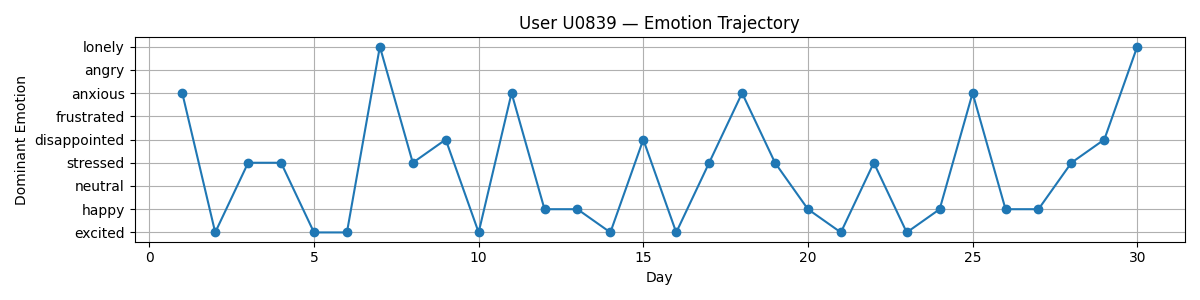 User U0839 — Emotion Trajectory
Dominant Emotion
lonely
angry
anxious
frustrated
disappointed
stressed
neutral
happy
excited
0 5 10 15 20 25 30
Day